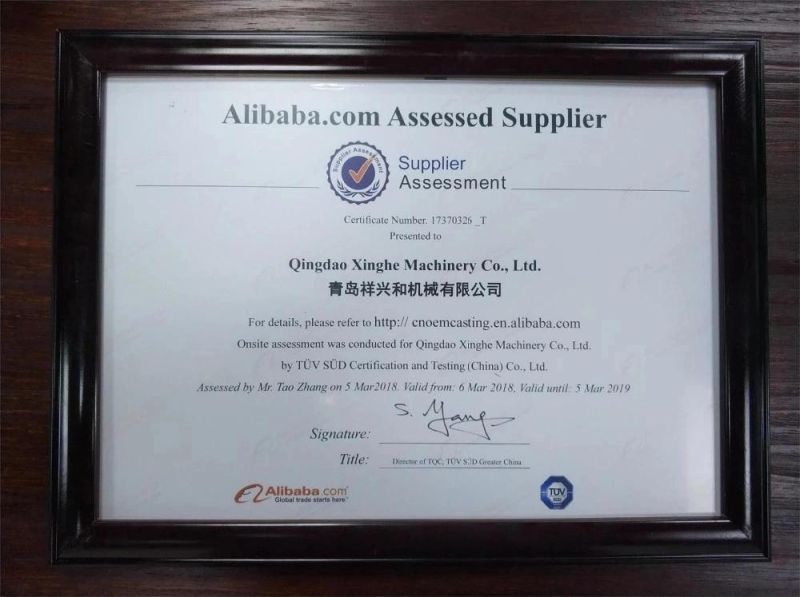 Alibaba.com Assessed Supplier
Supplier Assessment
Supplier
Assessment
Certificate Number. 17370326 _T
Presented to
Qingdao Xinghe Machinery Co., Ltd.
青岛祥兴和机械有限公司
For details, please refer to http:// cnoemcasting.en.alibaba.com
Onsite assessment was conducted for Qingdao Xinghe Machinery Co., Ltd.
by TÜV SÜD Certification and Testing (China) Co., Ltd.
Assessed by Mr. Tao Zhang on 5 Mar2018. Valid from: 6 Mar 2018, Valid until: 5 Mar 2019
S. Yang
Signature:
Title: Director of TQC, TÜV SÜD Greater China
Alibaba.com
Global trade starts here.
TÜV
SÜD